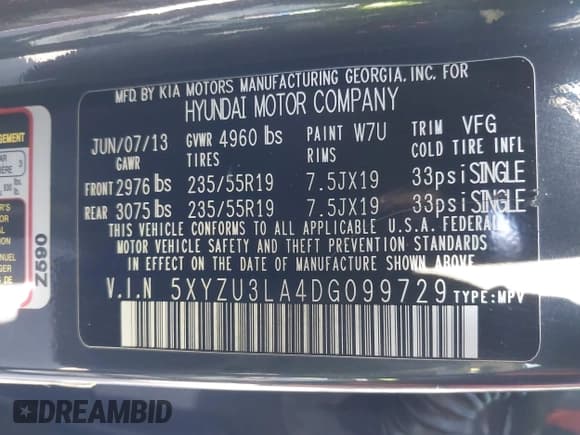 MFD. BY KIA MOTORS MANUFACTURING GEORGIA, INC. FOR
HYUNDAI MOTOR COMPANY
JUN/07/13 GVWR 4960 lbs PAINT W7U TRIM VFG
GAWR TIRES RIMS COLD TIRE INFL
FRONT 2976 lbs 235/55R19 7.5JX19 33psi SINGLE
REAR 3075 lbs 235/55R19 7.5JX19 33psi SINGLE
THIS VEHICLE CONFORMS TO ALL APPLICABLE U.S.A. FEDERAL
MOTOR VEHICLE SAFETY AND THEFT PREVENTION STANDARDS
IN EFFECT ON THE DATE OF MANUFACTURE SHOWN ABOVE.
V.I.N 5XYZU3LA4DG099729 TYPE:MPV
Z590
DREAMBID